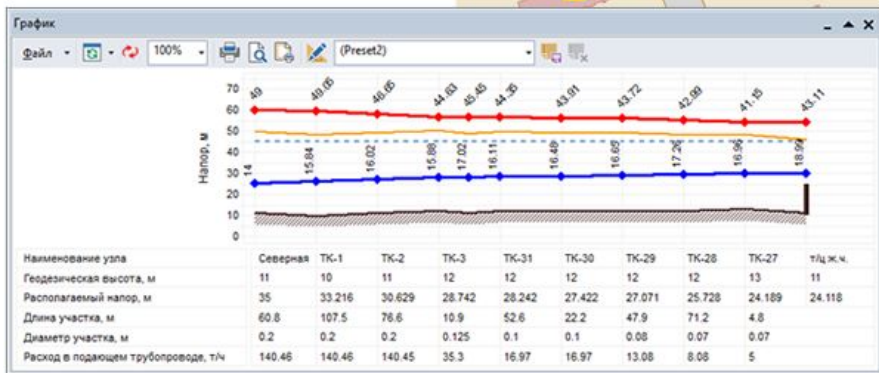 График
Файл 100% (Preset2)
49 49.05 46.65 44.63 45.45 44.35 43.91 43.72 42.99 41.15 43.11
70
60
50
40
30
20
10
0
Напор, м
14 15.84 16.02 15.88 17.02 16.11 16.48 16.65 17.26 16.96 18.99
Наименование узла Северная ТК-1 ТК-2 ТК-3 ТК-31 ТК-30 ТК-29 ТК-28 ТК-27 т/ц ж.ч.
Геодезическая высота, м 11 10 11 12 12 12 12 12 13 11
Располагаемый напор, м 35 33.216 30.629 28.742 28.242 27.422 27.071 25.728 24.189 24.118
Длина участка, м 60.8 107.5 76.6 10.9 52.6 22.2 47.9 71.2 4.8
Диаметр участка, м 0.2 0.2 0.2 0.125 0.1 0.1 0.08 0.07 0.07
Расход в подающем трубопроводе, т/ч 140.46 140.46 140.45 35.3 16.97 16.97 13.08 8.08 5